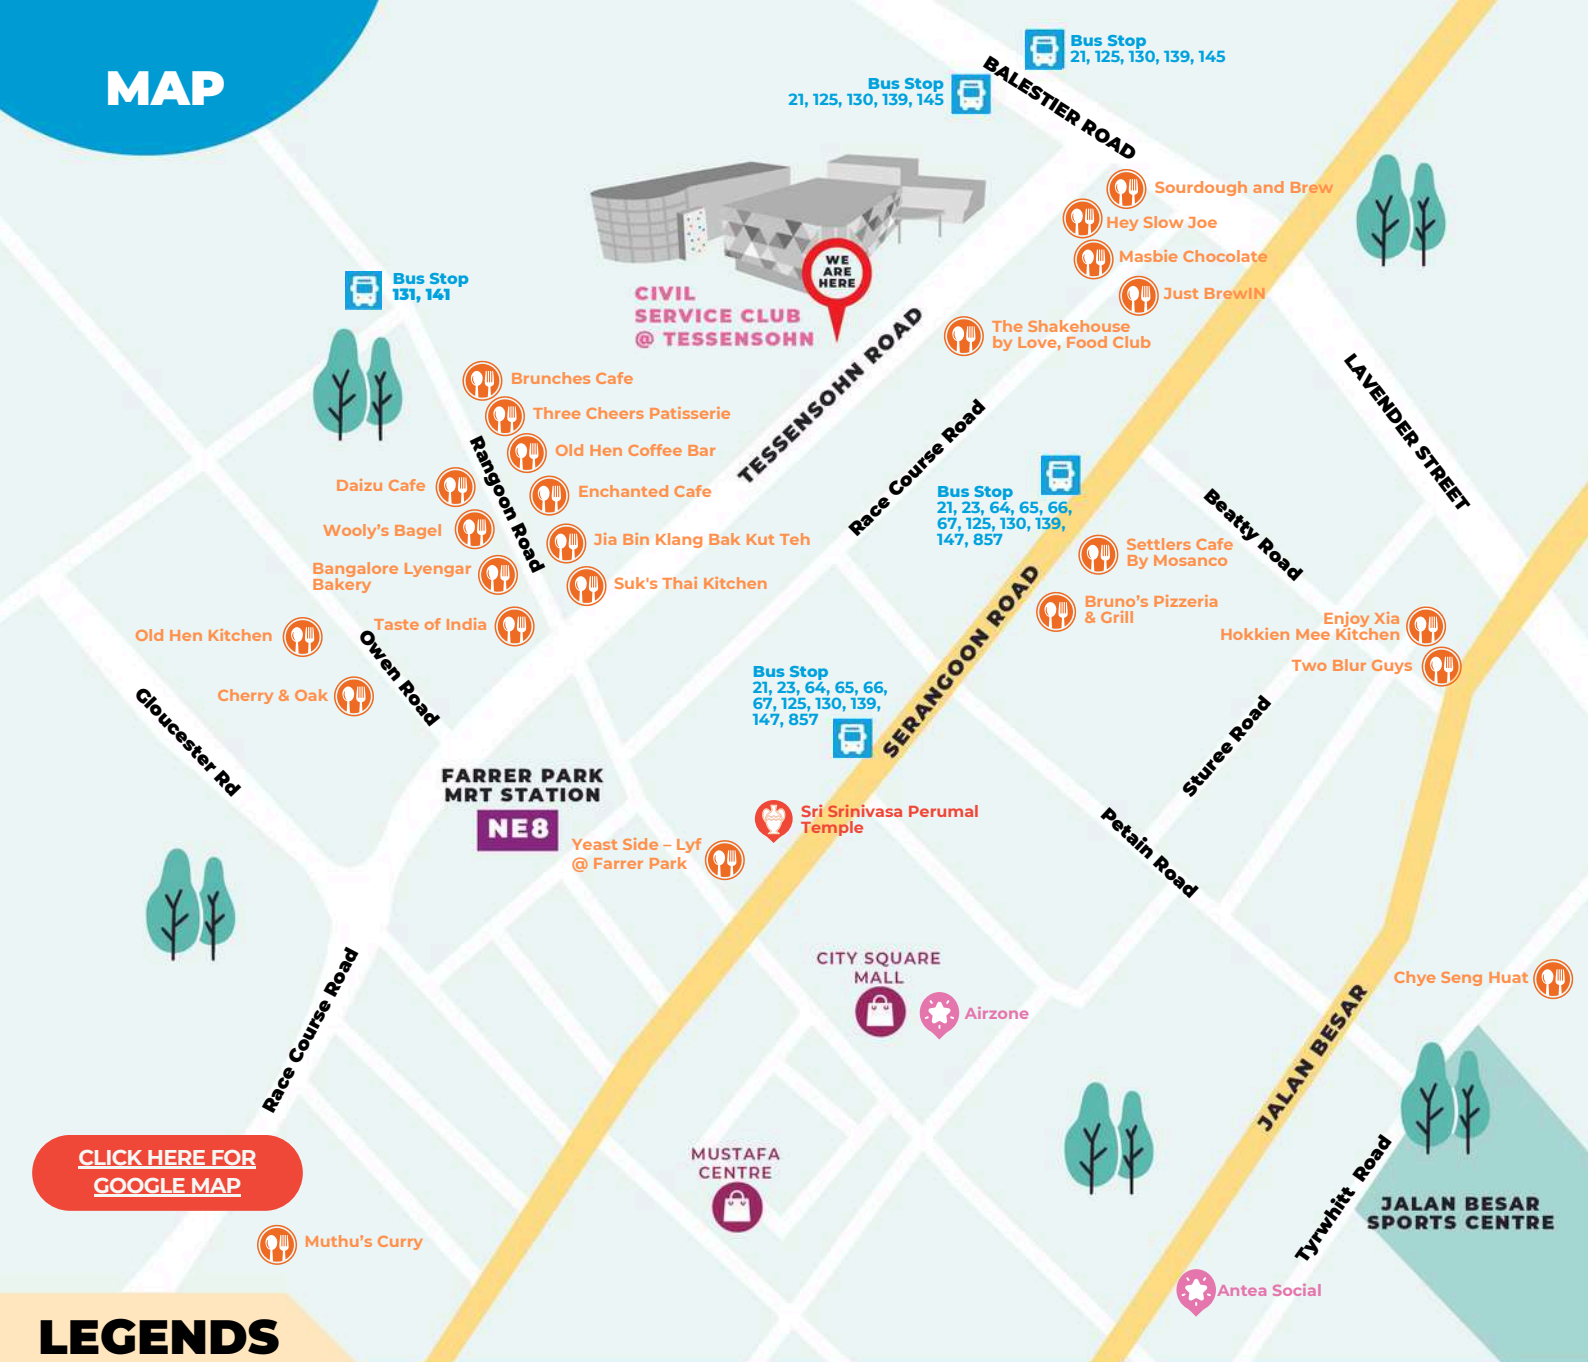 MAP
Bus Stop
21, 125, 130, 139, 145
Bus Stop
21, 125, 130, 139, 145
BALESTIER ROAD
Sourdough and Brew
Hey Slow Joe
Masbie Chocolate
Just BrewIN
The Shakehouse
by Love, Food Club
WE
ARE
HERE
CIVIL
SERVICE CLUB
@ TESSENSOHN
TESSENSOHN ROAD
Bus Stop
131, 141
Brunches Cafe
Three Cheers Patisserie
Old Hen Coffee Bar
Enchanted Cafe
Jia Bin Klang Bak Kut Teh
Suk's Thai Kitchen
Rangoon Road
Daizu Cafe
Wooly's Bagel
Bangalore Lyengar
Bakery
Taste of India
Old Hen Kitchen
Cherry & Oak
Owen Road
Gloucester Rd
Race Course Road
LAVENDER STREET
Bus Stop
21, 23, 64, 65, 66,
67, 125, 130, 139,
147, 857
Beatty Road
Settlers Cafe
By Mosanco
Bruno's Pizzeria
& Grill
Enjoy Xia
Hokkien Mee Kitchen
Two Blur Guys
SERANGOON ROAD
Bus Stop
21, 23, 64, 65, 66,
67, 125, 130, 139,
147, 857
Sturee Road
Petain Road
FARRER PARK
MRT STATION
NE8
Yeast Side – Lyf
@ Farrer Park
Sri Srinivasa Perumal
Temple
CITY SQUARE
MALL
Airzone
Chye Seng Huat
JALAN BESAR
Race Course Road
MUSTAFA
CENTRE
Tyrwhitt Road
JALAN BESAR
SPORTS CENTRE
CLICK HERE FOR
GOOGLE MAP
Muthu's Curry
Antea Social
LEGENDS